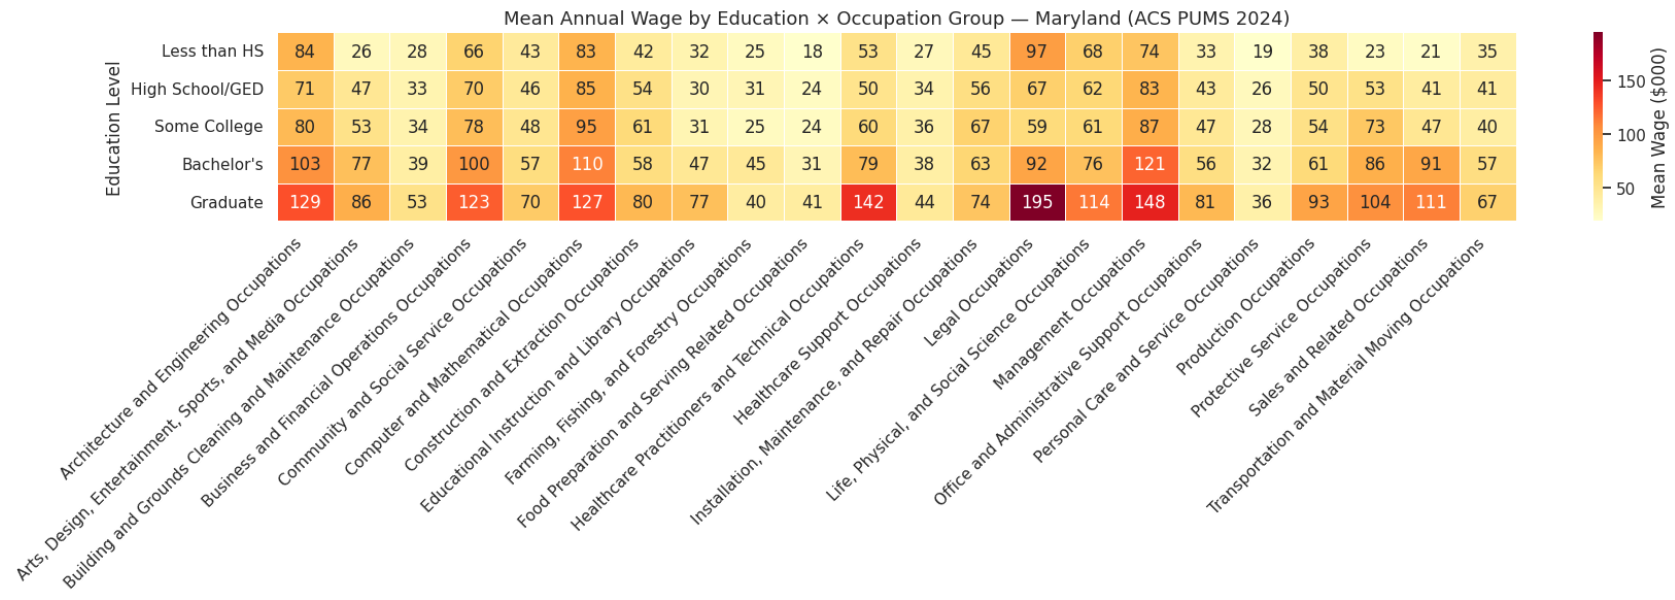 Mean Annual Wage by Education × Occupation Group — Maryland (ACS PUMS 2024)
Education Level
Less than HS 84 26 28 66 43 83 42 32 25 18 53 27 45 97 68 74 33 19 38 23 21 35
High School/GED 71 47 33 70 46 85 54 30 31 24 50 34 56 67 62 83 43 26 50 53 41 41
Some College 80 53 34 78 48 95 61 31 25 24 60 36 67 59 61 87 47 28 54 73 47 40
Bachelor's 103 77 39 100 57 110 58 47 45 31 79 38 63 92 76 121 56 32 61 86 91 57
Graduate 129 86 53 123 70 127 80 77 40 41 142 44 74 195 114 148 81 36 93 104 111 67
Architecture and Engineering Occupations
Arts, Design, Entertainment, Sports, and Media Occupations
Building and Grounds Cleaning and Maintenance Occupations
Business and Financial Operations Occupations
Community and Social Service Occupations
Computer and Mathematical Occupations
Construction and Extraction Occupations
Educational Instruction and Library Occupations
Farming, Fishing, and Forestry Occupations
Food Preparation and Serving Related Occupations
Healthcare Practitioners and Technical Occupations
Healthcare Support Occupations
Installation, Maintenance, and Repair Occupations
Legal Occupations
Life, Physical, and Social Science Occupations
Management Occupations
Office and Administrative Support Occupations
Personal Care and Service Occupations
Production Occupations
Protective Service Occupations
Sales and Related Occupations
Transportation and Material Moving Occupations
150
100
50
Mean Wage ($000)